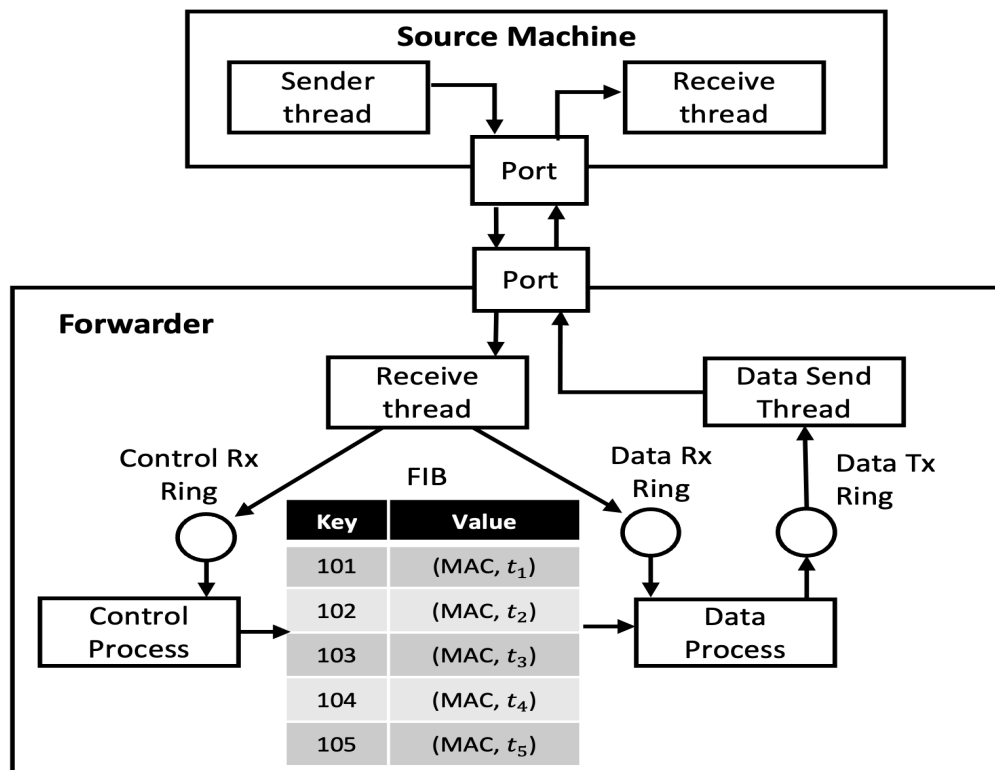 Source Machine
Sender
thread
Receive
thread
Port
Port
Forwarder
Receive
thread
Data Send
Thread
Control Rx
Ring
FIB
Data Rx
Ring
Data Tx
Ring
Key Value
101 (MAC, t₁)
102 (MAC, t₂)
103 (MAC, t₃)
104 (MAC, t₄)
105 (MAC, t₅)
Control
Process
Data
Process